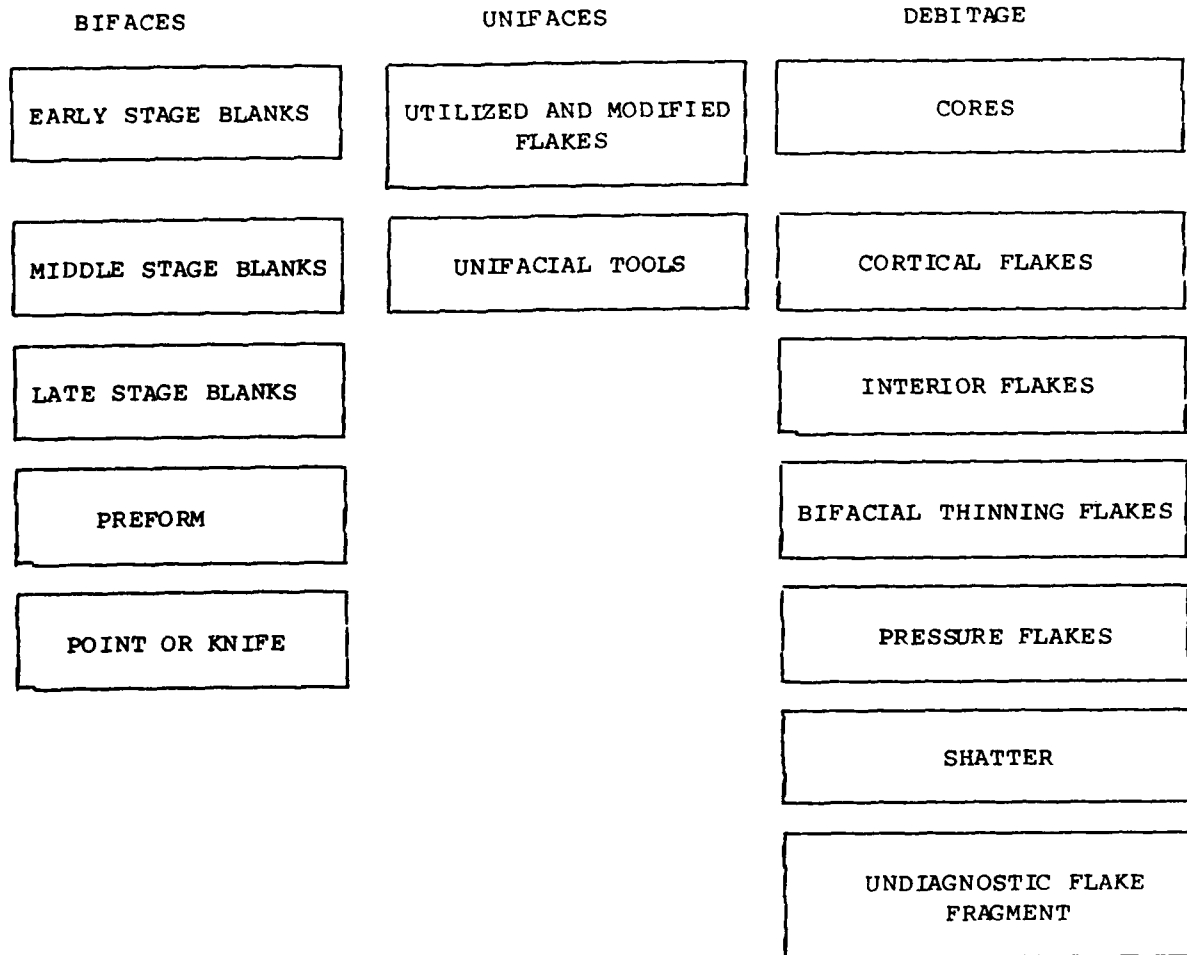 BIFACES
EARLY STAGE BLANKS
MIDDLE STAGE BLANKS
LATE STAGE BLANKS
PREFORM
POINT OR KNIFE
UNIFACES
UTILIZED AND MODIFIED
FLAKES
UNIFACIAL TOOLS
DEBITAGE
CORES
CORTICAL FLAKES
INTERIOR FLAKES
BIFACIAL THINNING FLAKES
PRESSURE FLAKES
SHATTER
UNDIAGNOSTIC FLAKE
FRAGMENT